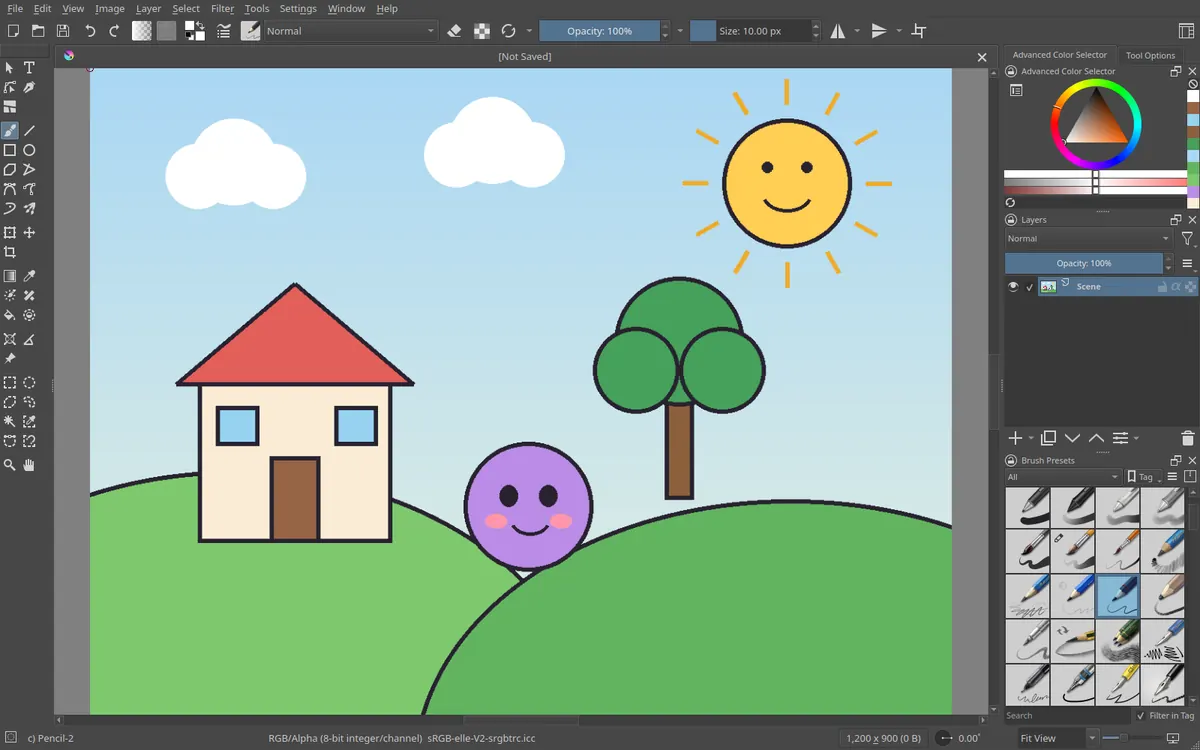 File Edit View Image Layer Select Filter Tools Settings Window Help
Normal Opacity: 100% Size: 10.00 px
[Not Saved]
Advanced Color Selector Tool Options
Advanced Color Selector
Layers
Normal
Opacity: 100%
Scene
Brush Presets
All Tag
Search Filter in Tag
c) Pencil-2 RGB/Alpha (8-bit integer/channel) sRGB-elle-V2-srgbtrc.icc 1,200 x 900 (0 B) 0.00° Fit View